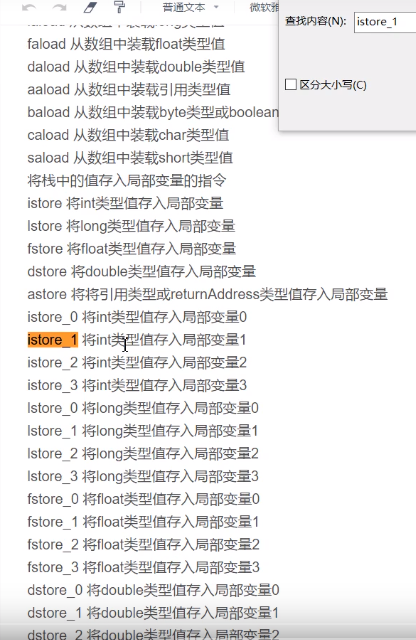 普通文本
微软雅
查找内容(N):
istore_1
区分大小写(C)
faload 从数组中装载float类型值
daload 从数组中装载double类型值
aaload 从数组中装载引用类型值
baload 从数组中装载byte类型或boolean
caload 从数组中装载char类型值
saload 从数组中装载short类型值
将栈中的值存入局部变量的指令
istore 将int类型值存入局部变量
lstore 将long类型值存入局部变量
fstore 将float类型值存入局部变量
dstore 将double类型值存入局部变量
astore 将将引用类型或returnAddress类型值存入局部变量
istore_0 将int类型值存入局部变量0
istore_1 将int类型值存入局部变量1
istore_2 将int类型值存入局部变量2
istore_3 将int类型值存入局部变量3
lstore_0 将long类型值存入局部变量0
lstore_1 将long类型值存入局部变量1
lstore_2 将long类型值存入局部变量2
lstore_3 将long类型值存入局部变量3
fstore_0 将float类型值存入局部变量0
fstore_1 将float类型值存入局部变量1
fstore_2 将float类型值存入局部变量2
fstore_3 将float类型值存入局部变量3
dstore_0 将double类型值存入局部变量0
dstore_1 将double类型值存入局部变量1
dstore_2 将double类型值存入局部变量2